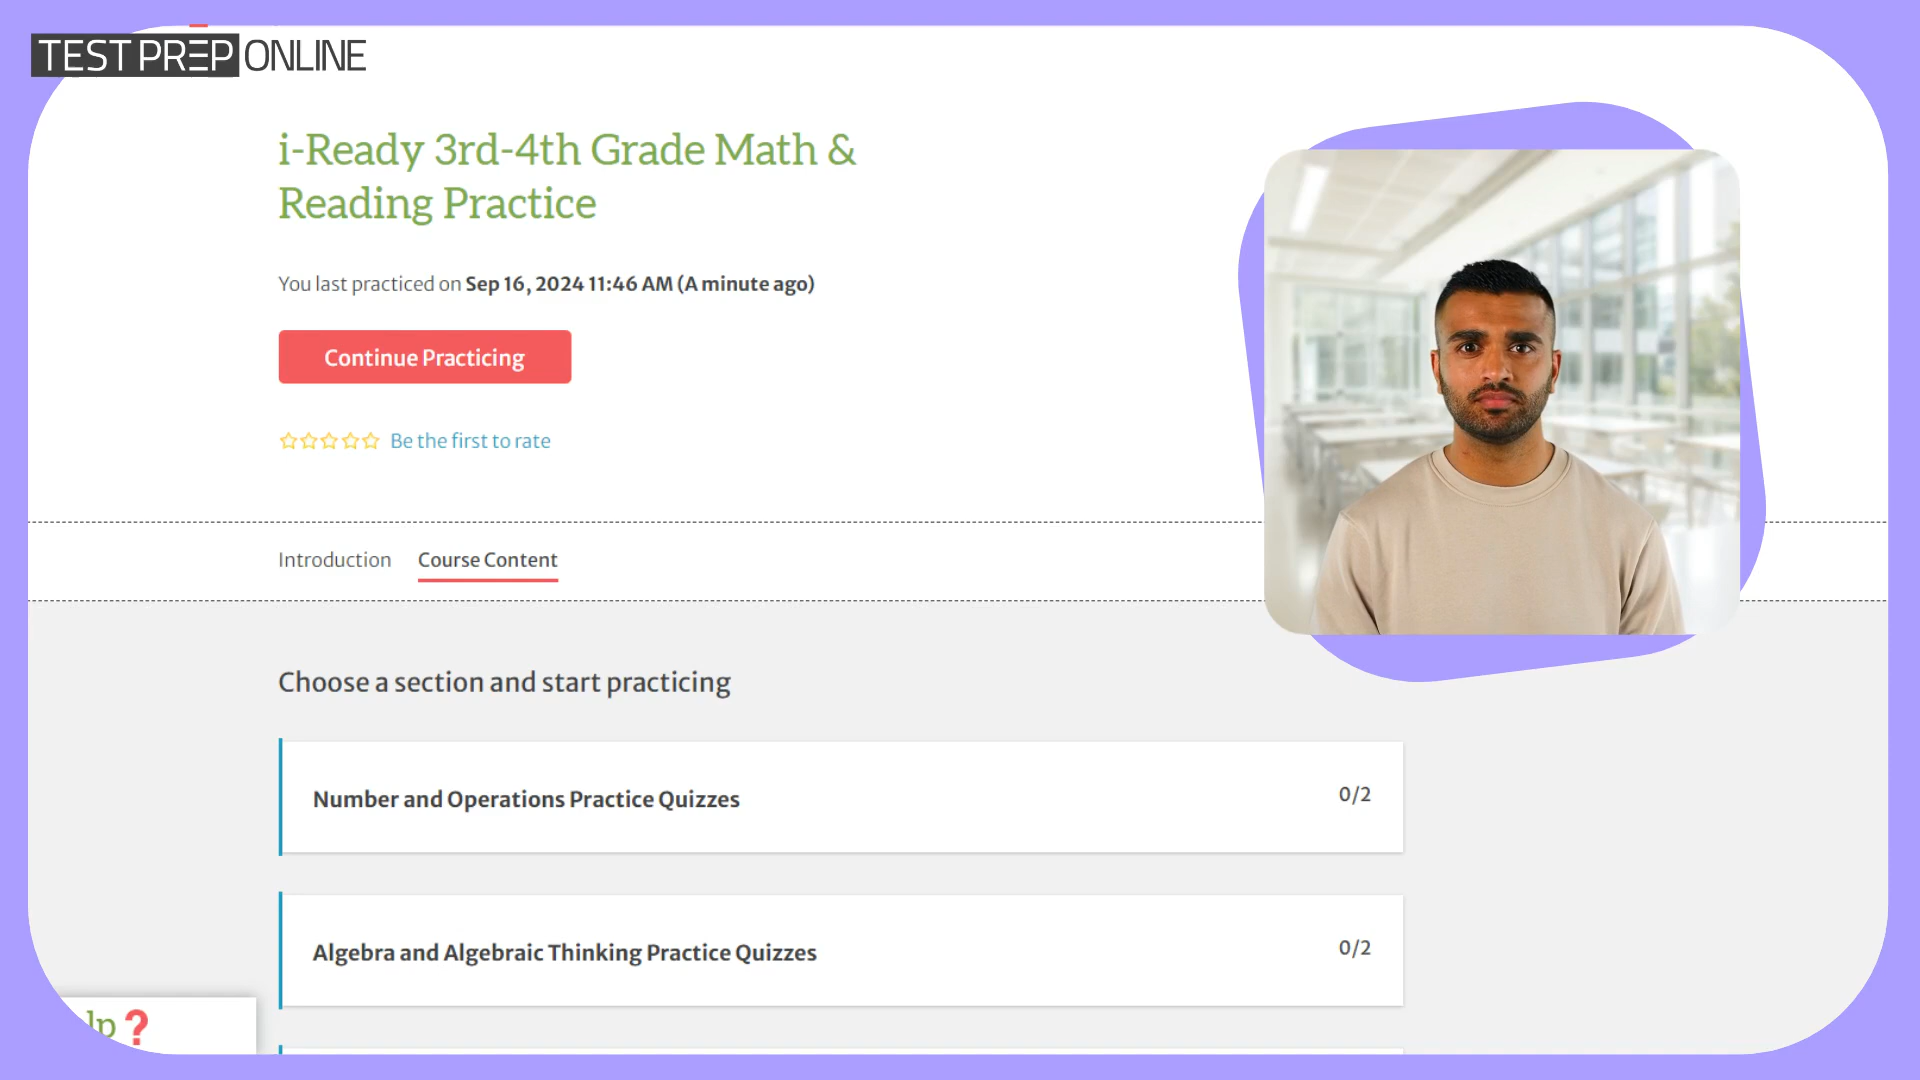 TEST PREP ONLINE
i-Ready 3rd-4th Grade Math &
Reading Practice
You last practiced on Sep 16, 2024 11:46 AM (A minute ago)
Continue Practicing
Be the first to rate
Introduction Course Content
Choose a section and start practicing
Number and Operations Practice Quizzes 0/2
Algebra and Algebraic Thinking Practice Quizzes 0/2
lp ?